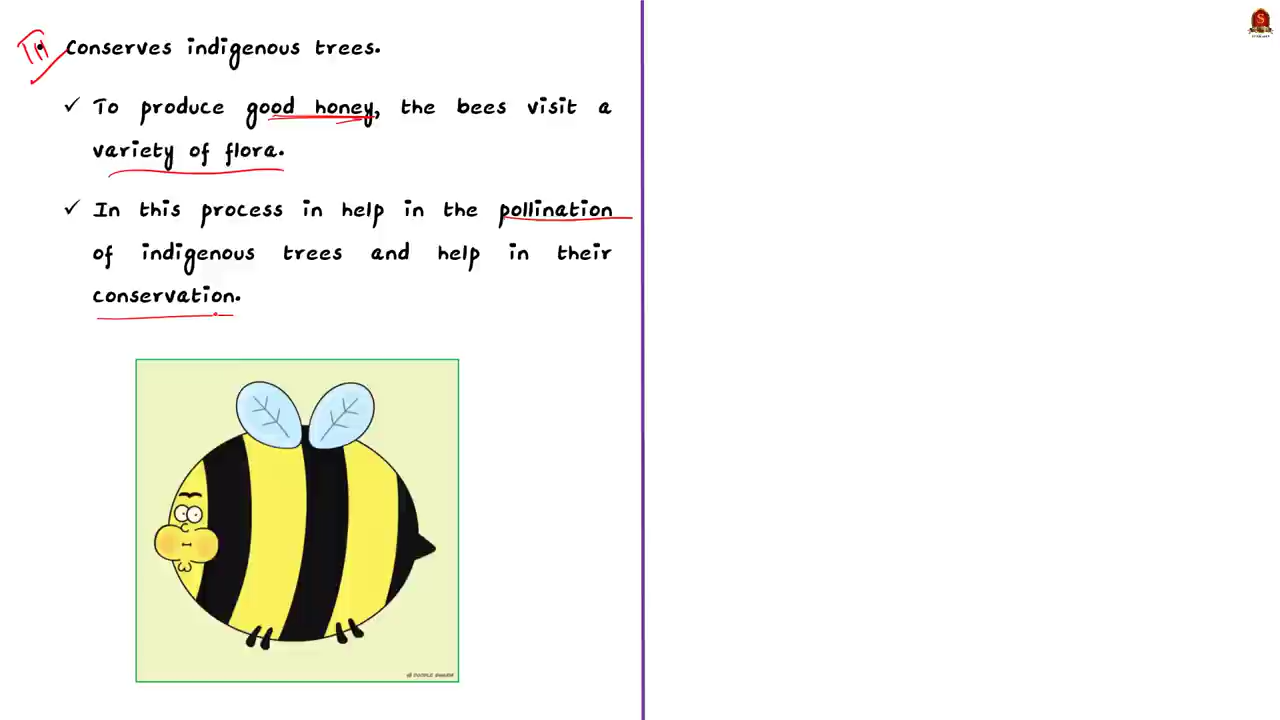 • Conserves indigenous trees.
✓ To produce good honey, the bees visit a
variety of flora.
✓ In this process in help in the pollination
of indigenous trees and help in their
conservation.